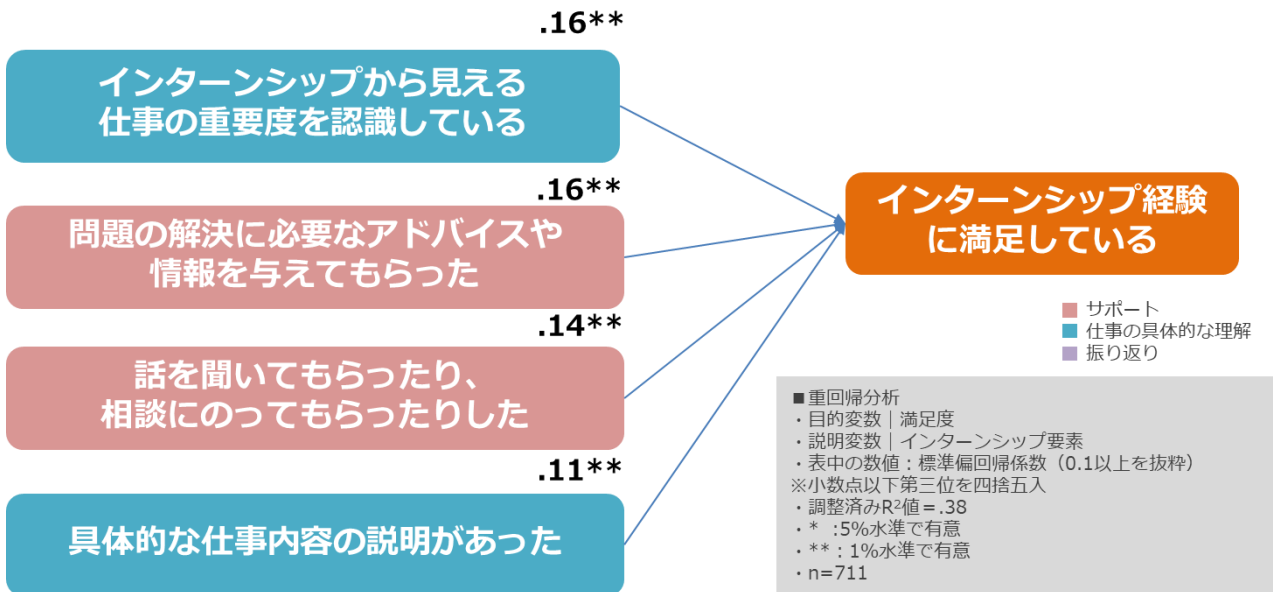 .16**
インターンシップから見える
仕事の重要度を認識している
.16**
問題の解決に必要なアドバイスや
情報を与えてもらった
.14**
話を聞いてもらったり、
相談にのってもらったりした
.11**
具体的な仕事内容の説明があった
インターンシップ経験
に満足している
サポート
仕事の具体的な理解
振り返り
■重回帰分析
・目的変数｜満足度
・説明変数｜インターンシップ要素
・表中の数値：標準偏回帰係数（0.1以上を抜粋）
※小数点以下第三位を四捨五入
・調整済みR²値＝.38
・* :5%水準で有意
・**：1%水準で有意
・n=711